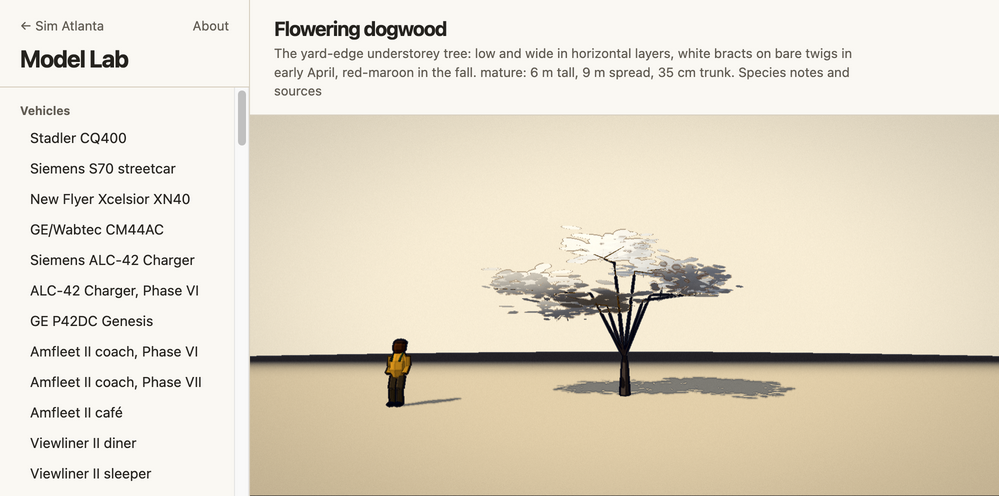 ← Sim Atlanta
About
Model Lab
Vehicles
Stadler CQ400
Siemens S70 streetcar
New Flyer Xcelsior XN40
GE/Wabtec CM44AC
Siemens ALC-42 Charger
ALC-42 Charger, Phase VI
GE P42DC Genesis
Amfleet II coach, Phase VI
Amfleet II coach, Phase VII
Amfleet II café
Viewliner II diner
Viewliner II sleeper
Flowering dogwood
The yard-edge understorey tree: low and wide in horizontal layers, white bracts on bare twigs in
early April, red-maroon in the fall. mature: 6 m tall, 9 m spread, 35 cm trunk. Species notes and
sources